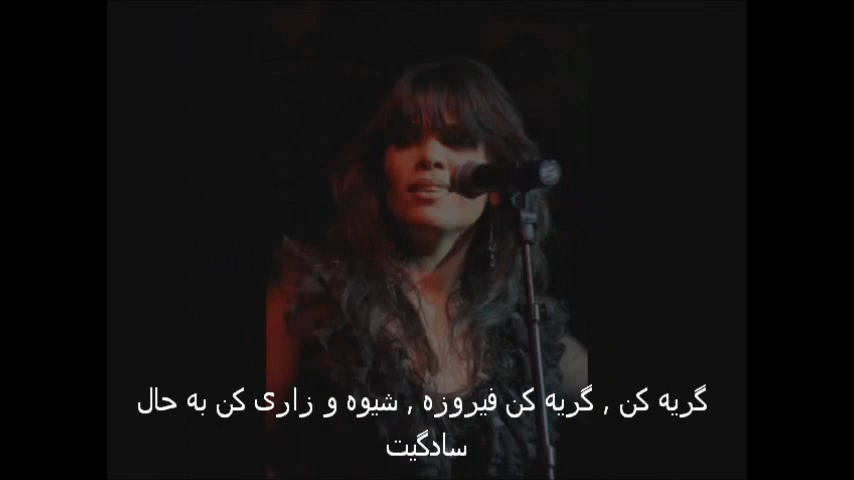 گریه کن , گریه کن فیروزه , شیوه و زاری کن به حال
سادگیت